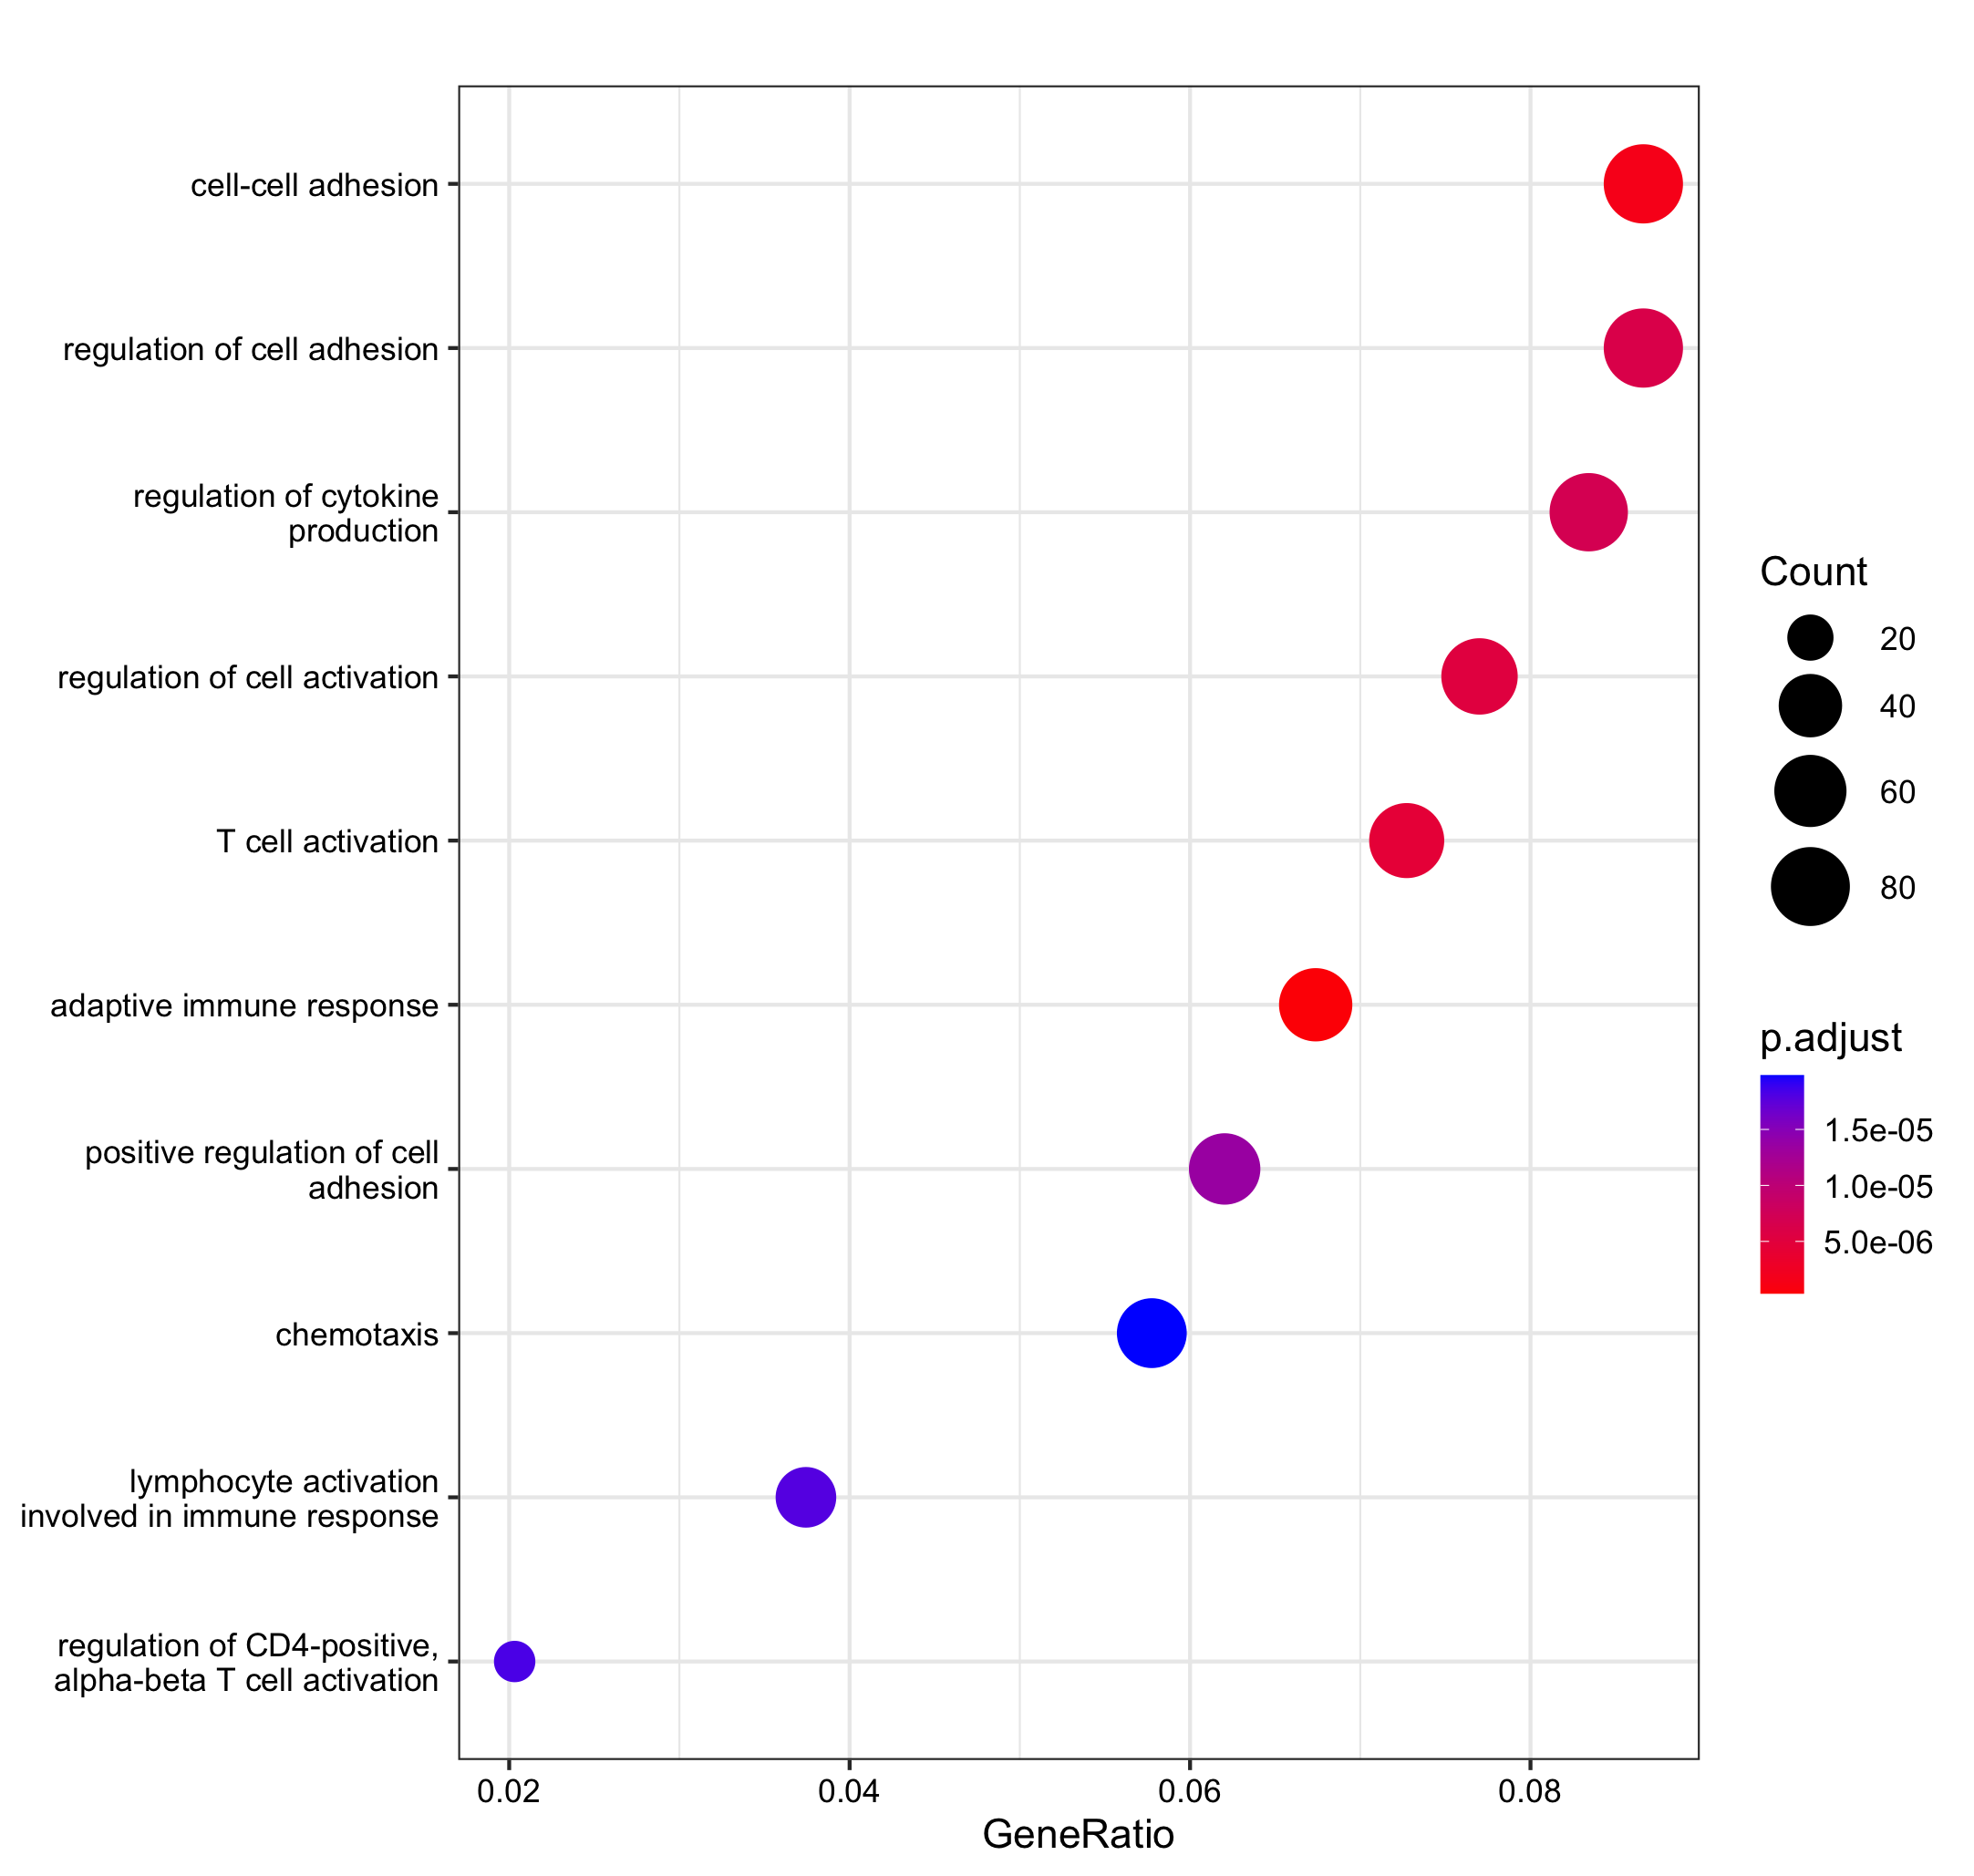 cell-cell adhesion
regulation of cell adhesion
regulation of cytokine
production
regulation of cell activation
T cell activation
adaptive immune response
positive regulation of cell
adhesion
chemotaxis
lymphocyte activation
involved in immune response
regulation of CD4-positive,
alpha-beta T cell activation
0.02
0.04
0.06
0.08
GeneRatio
Count
20
40
60
80
p.adjust
1.5e-05
1.0e-05
5.0e-06